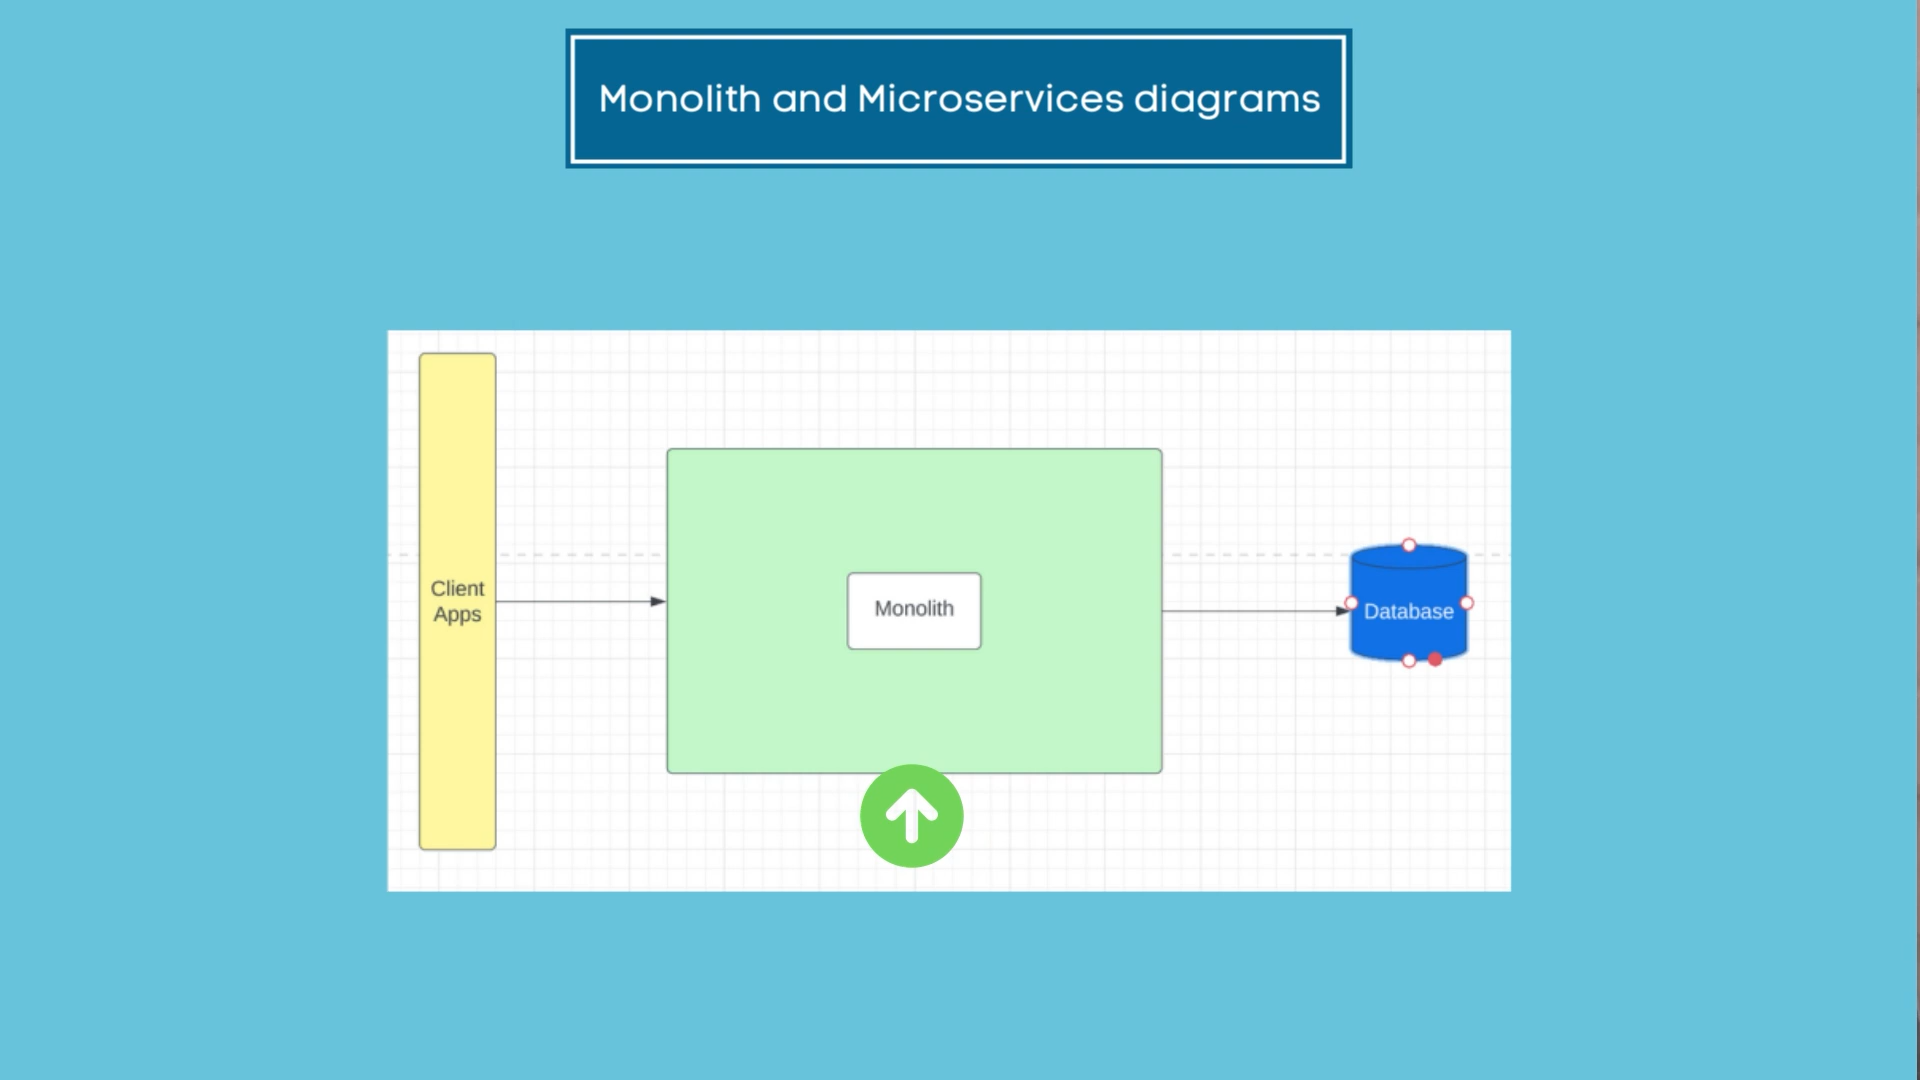 Monolith and Microservices diagrams
Client
Apps
Monolith
Database